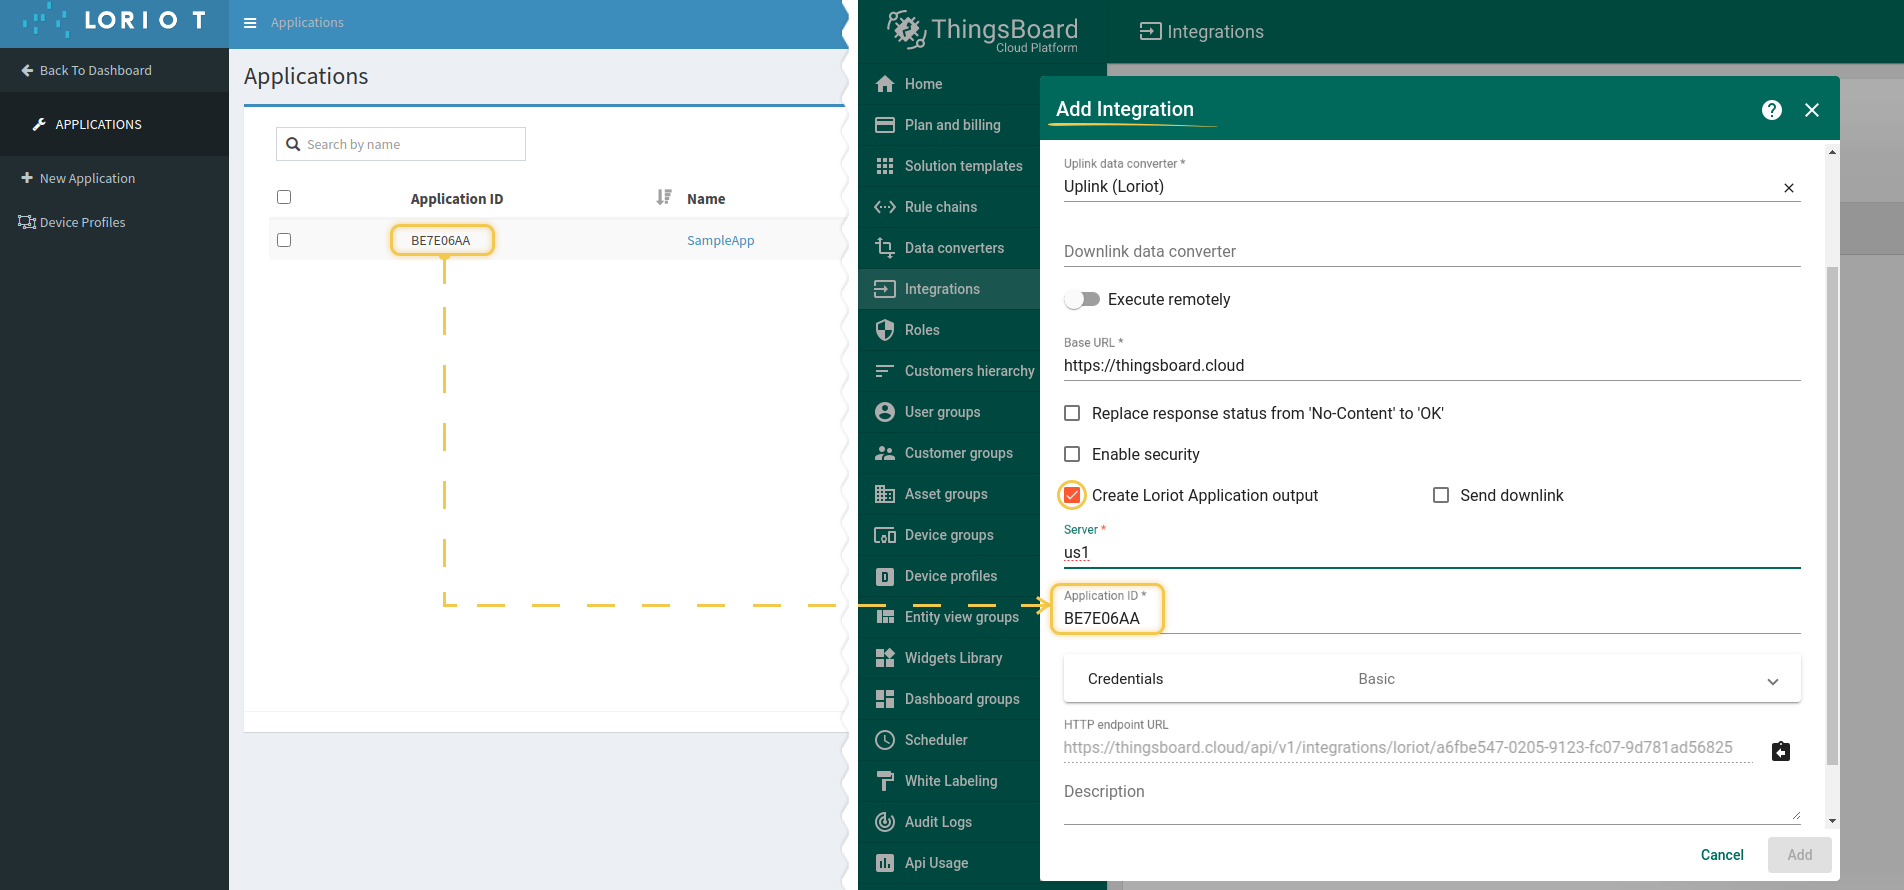 LORIOT
Applications
Back To Dashboard
APPLICATIONS
New Application
Device Profiles
Applications
Search by name
Application ID Name
BE7E06AA SampleApp
ThingsBoard
Cloud Platform
Integrations
Home
Plan and billing
Solution templates
Rule chains
Data converters
Integrations
Roles
Customers hierarchy
User groups
Customer groups
Asset groups
Device groups
Device profiles
Entity view groups
Widgets Library
Dashboard groups
Scheduler
White Labeling
Audit Logs
Api Usage
Add Integration
Uplink data converter *
Uplink (Loriot)
Downlink data converter
Execute remotely
Base URL *
https://thingsboard.cloud
Replace response status from 'No-Content' to 'OK'
Enable security
Create Loriot Application output Send downlink
Server *
us1
Application ID *
BE7E06AA
Credentials Basic
HTTP endpoint URL
https://thingsboard.cloud/api/v1/integrations/loriot/a6fbe547-0205-9123-fc07-9d781ad56825
Description
Cancel Add